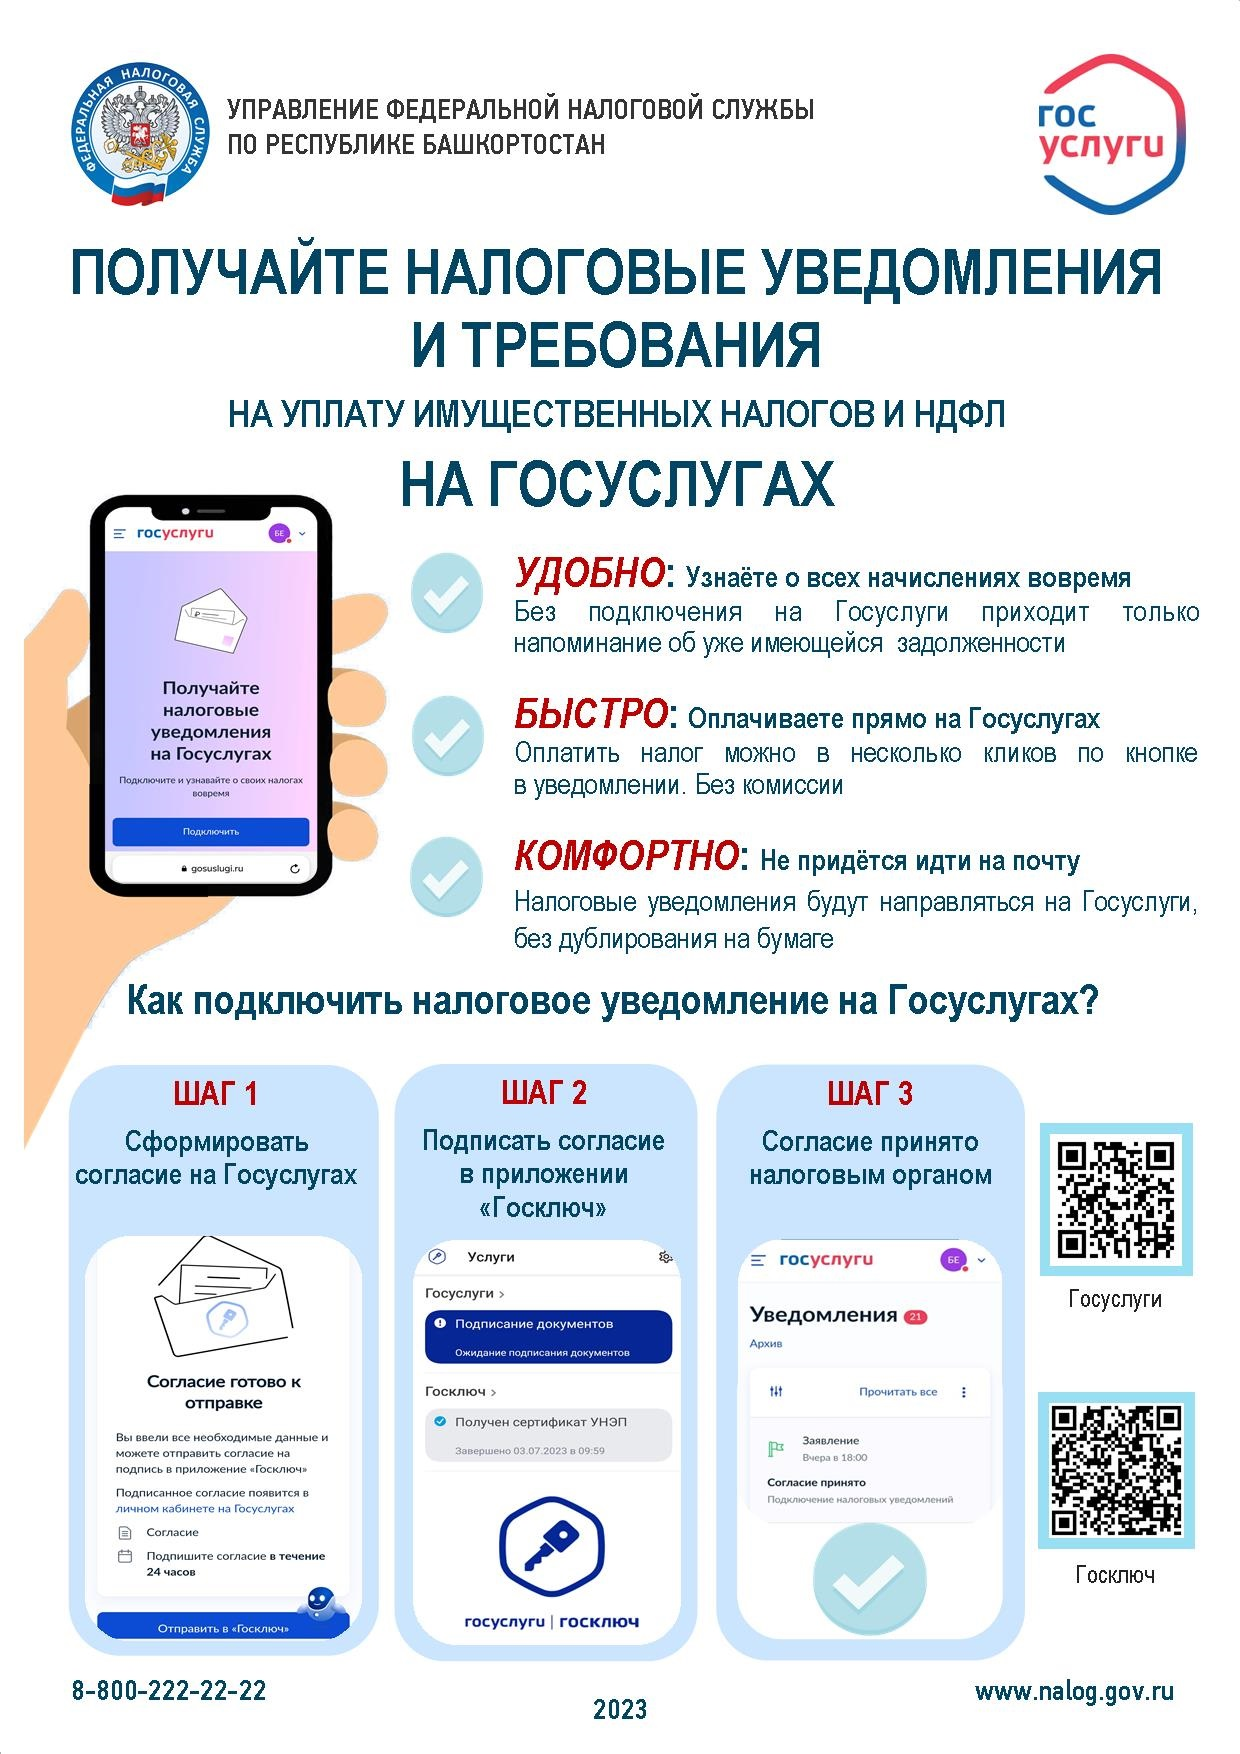 ФЕДЕРАЛЬНАЯ НАЛОГОВАЯ СЛУЖБА
УПРАВЛЕНИЕ ФЕДЕРАЛЬНОЙ НАЛОГОВОЙ СЛУЖБЫ
ПО РЕСПУБЛИКЕ БАШКОРТОСТАН
гос
услуги
ПОЛУЧАЙТЕ НАЛОГОВЫЕ УВЕДОМЛЕНИЯ
И ТРЕБОВАНИЯ
НА УПЛАТУ ИМУЩЕСТВЕННЫХ НАЛОГОВ И НДФЛ
НА ГОСУСЛУГАХ
госуслуги
БЕ
Получайте
налоговые
уведомления
на Госуслугах
Подключите и узнавайте о своих налогах
вовремя
Подключить
gosuslugi.ru
УДОБНО: Узнаёте о всех начислениях вовремя
Без подключения на Госуслуги приходит только
напоминание об уже имеющейся задолженности
БЫСТРО: Оплачиваете прямо на Госуслугах
Оплатить налог можно в несколько кликов по кнопке
в уведомлении. Без комиссии
КОМФОРТНО: Не придётся идти на почту
Налоговые уведомления будут направляться на Госуслуги,
без дублирования на бумаге
Как подключить налоговое уведомление на Госуслугах?
ШАГ 1
Сформировать
согласие на Госуслугах
Согласие готово к
отправке
Вы ввели все необходимые данные и
можете отправить согласие на
подпись в приложение «Госключ»
Подписанное согласие появится в
личном кабинете на Госуслугах
Согласие
Подпишите согласие в течение
24 часов
Отправить в «Госключ»
ШАГ 2
Подписать согласие
в приложении
«Госключ»
Услуги
Госуслуги >
Подписание документов
Ожидание подписания документов
Госключ >
Получен сертификат УНЭП
Завершено 03.07.2023 в 09:59
госуслуги | госключ
ШАГ 3
Согласие принято
налоговым органом
госуслуги
БЕ
Уведомления 21
Архив
Прочитать все
Заявление
Вчера в 18:00
Согласие принято
Подключение налоговых уведомлений
Госуслуги
Госключ
8-800-222-22-22
2023
www.nalog.gov.ru